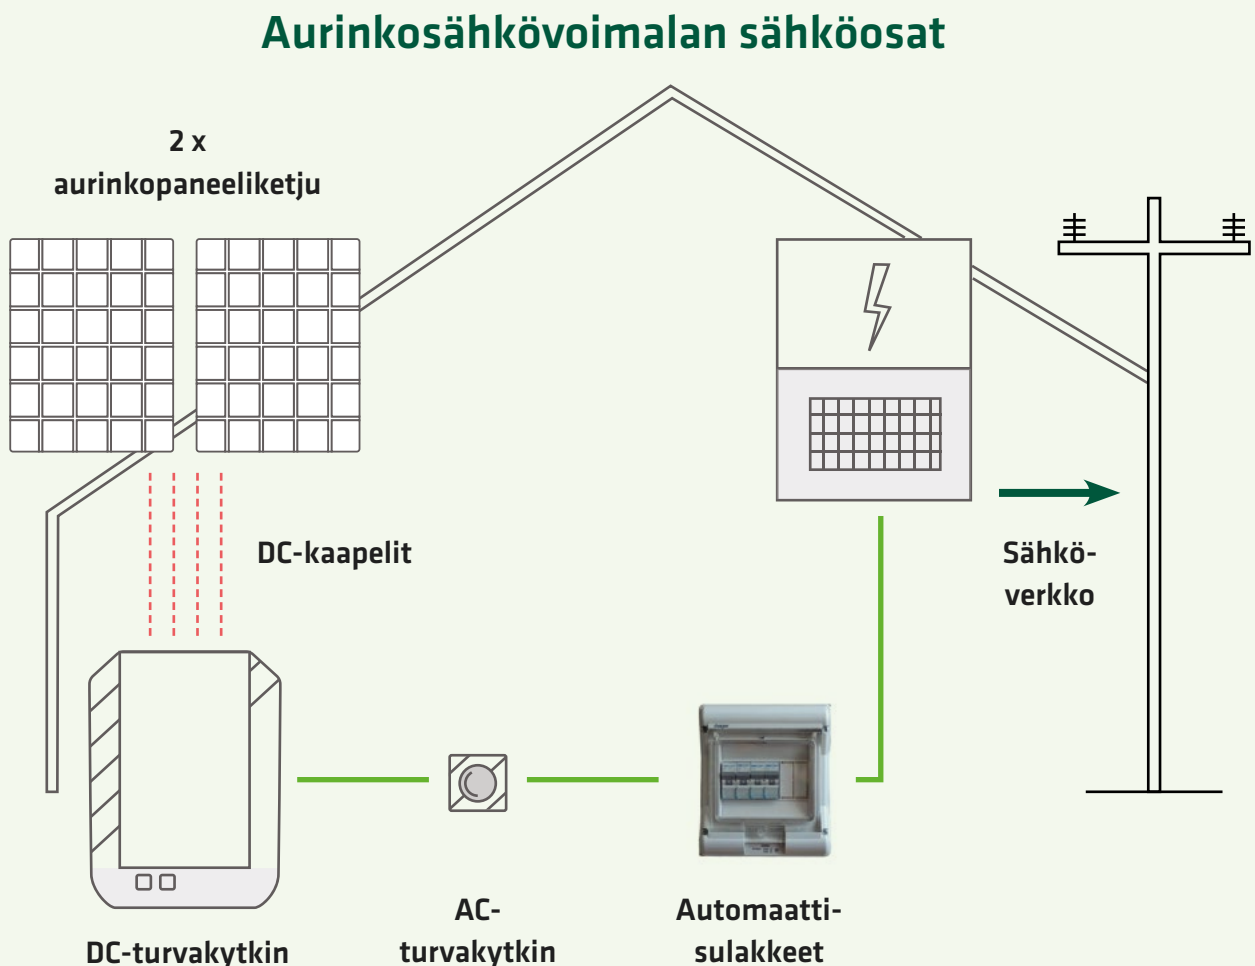 Aurinkosähkövoimalan sähköosat
2 x
aurinkopaneeliketju
DC-kaapelit
Sähkö-
verkko
DC-turvakytkin
AC-
turvakytkin
Automaatti-
sulakkeet